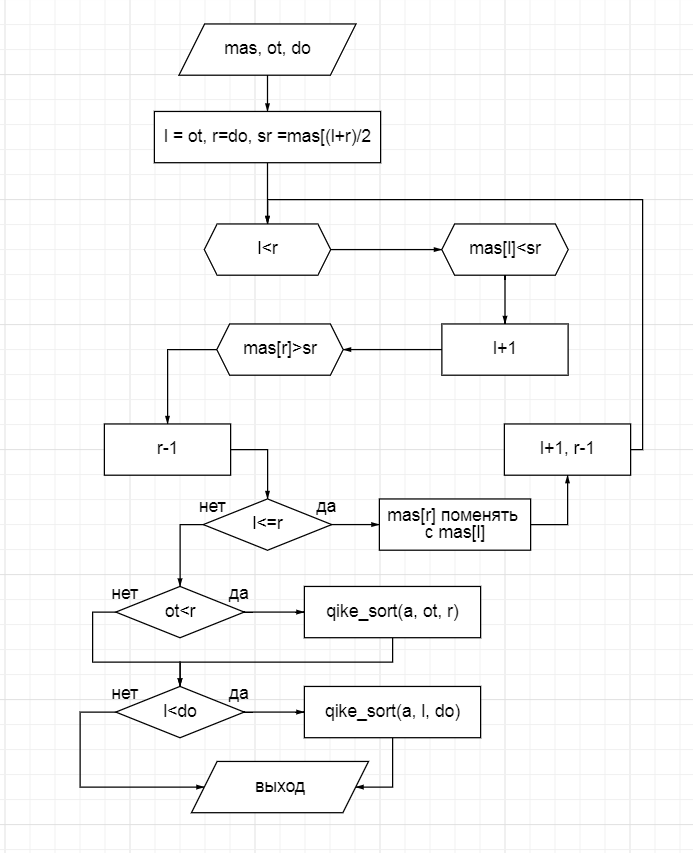 mas, ot, do
l = ot, r=do, sr =mas[(l+r)/2
l<r
mas[l]<sr
mas[r]>sr
l+1
r-1
l+1, r-1
нет
да
l<=r
mas[r] поменять
с mas[l]
нет
да
ot<r
qike_sort(a, ot, r)
нет
да
l<do
qike_sort(a, l, do)
выход